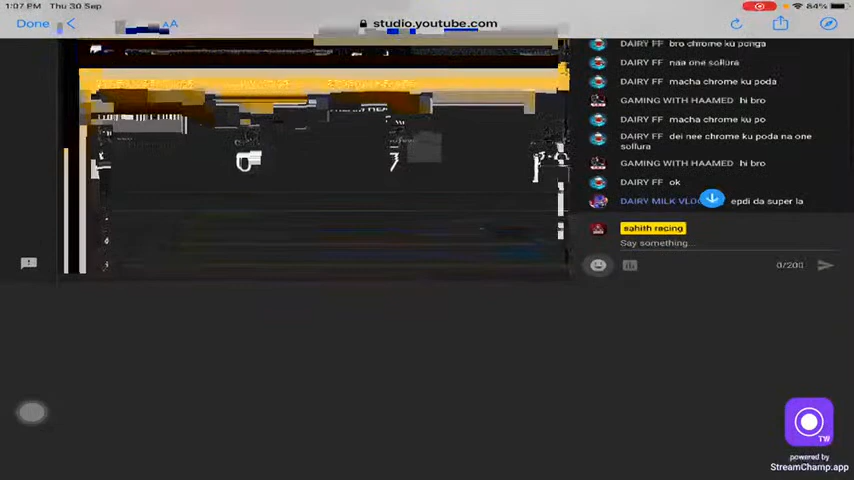 1:07 PM Thu 30 Sep
84%
Done
AA
studio.youtube.com
DAIRY FF bro chrome ku ponga
DAIRY FF naa one sollura
DAIRY FF macha chrome ku poda
GAMING WITH HAAMED hi bro
DAIRY FF macha chrome ku po
DAIRY FF dei nee chrome ku poda na one
sollura
GAMING WITH HAAMED hi bro
DAIRY FF ok
DAIRY MILK epdi da super la
sahith racing
Say something...
0/200
TW
powered by
StreamChamp.app